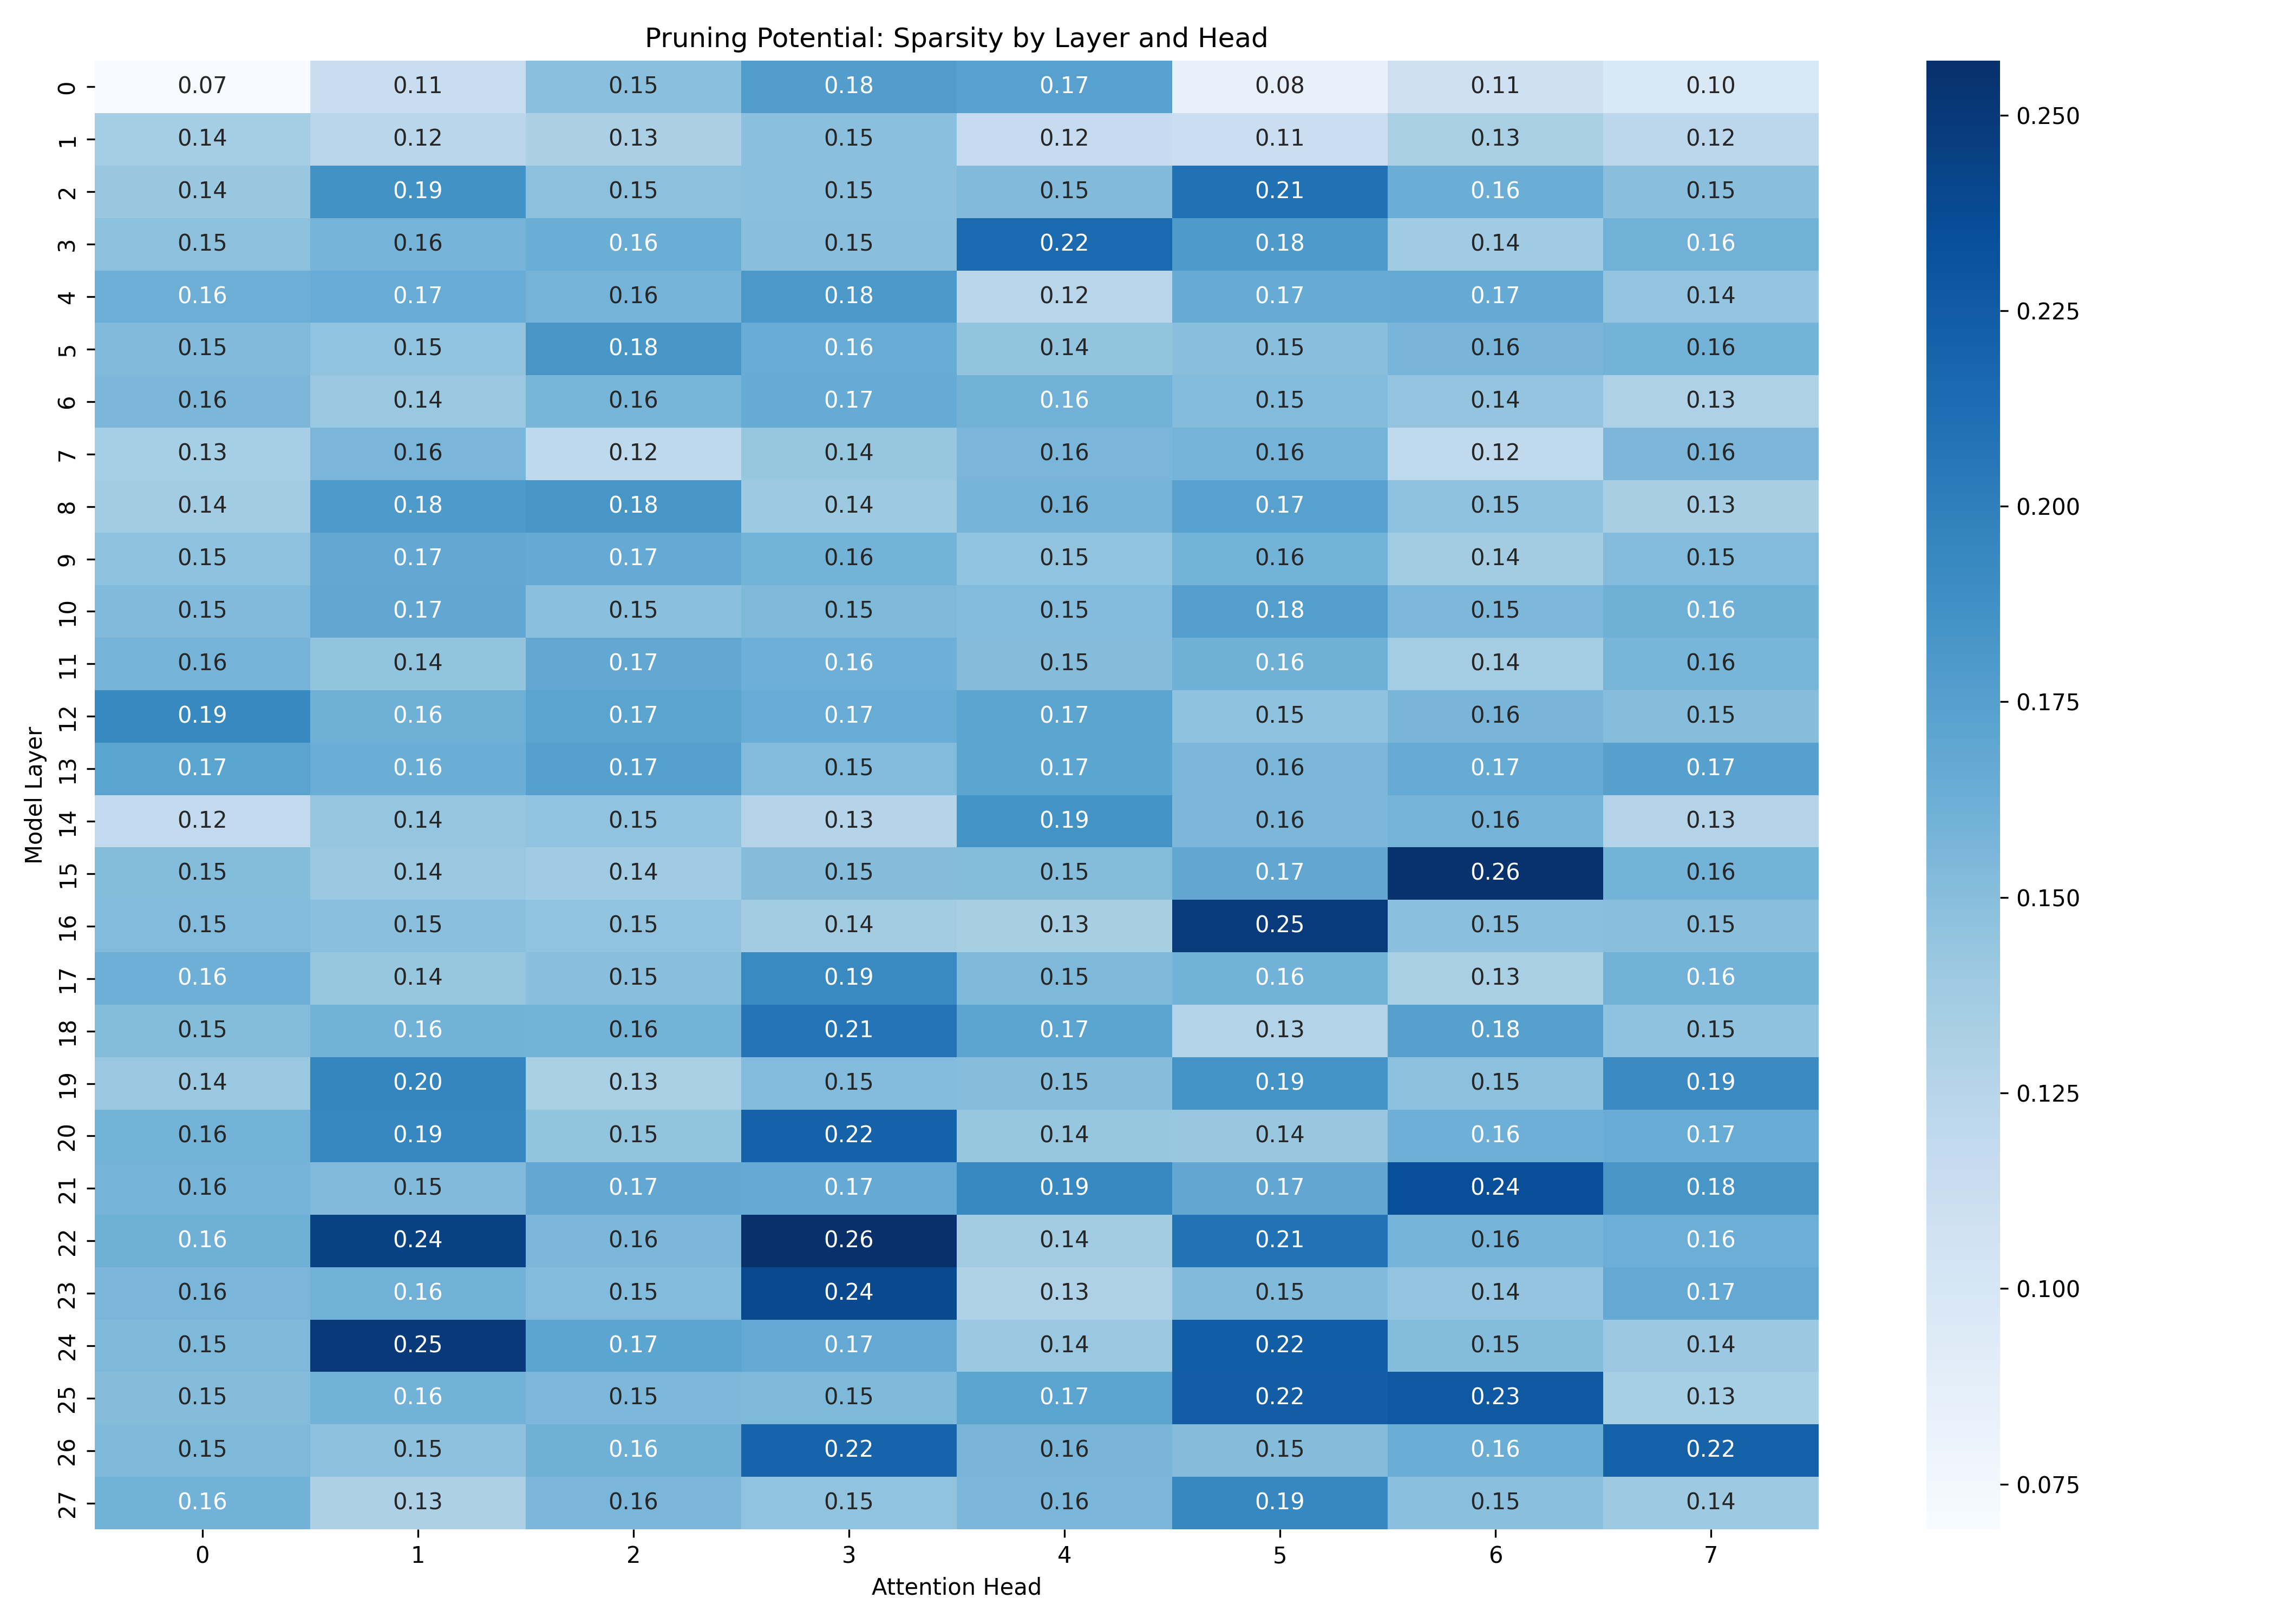 Pruning Potential: Sparsity by Layer and Head
0 0.07 0.11 0.15 0.18 0.17 0.08 0.11 0.10
1 0.14 0.12 0.13 0.15 0.12 0.11 0.13 0.12
2 0.14 0.19 0.15 0.15 0.15 0.21 0.16 0.15
3 0.15 0.16 0.16 0.15 0.22 0.18 0.14 0.16
4 0.16 0.17 0.16 0.18 0.12 0.17 0.17 0.14
5 0.15 0.15 0.18 0.16 0.14 0.15 0.16 0.16
6 0.16 0.14 0.16 0.17 0.16 0.15 0.14 0.13
7 0.13 0.16 0.12 0.14 0.16 0.16 0.12 0.16
8 0.14 0.18 0.18 0.14 0.16 0.17 0.15 0.13
9 0.15 0.17 0.17 0.16 0.15 0.16 0.14 0.15
10 0.15 0.17 0.15 0.15 0.15 0.18 0.15 0.16
11 0.16 0.14 0.17 0.16 0.15 0.16 0.14 0.16
12 0.19 0.16 0.17 0.17 0.17 0.15 0.16 0.15
13 0.17 0.16 0.17 0.15 0.17 0.16 0.17 0.17
14 0.12 0.14 0.15 0.13 0.19 0.16 0.16 0.13
15 0.15 0.14 0.14 0.15 0.15 0.17 0.26 0.16
16 0.15 0.15 0.15 0.14 0.13 0.25 0.15 0.15
17 0.16 0.14 0.15 0.19 0.15 0.16 0.13 0.16
18 0.15 0.16 0.16 0.21 0.17 0.13 0.18 0.15
19 0.14 0.20 0.13 0.15 0.15 0.19 0.15 0.19
20 0.16 0.19 0.15 0.22 0.14 0.14 0.16 0.17
21 0.16 0.15 0.17 0.17 0.19 0.17 0.24 0.18
22 0.16 0.24 0.16 0.26 0.14 0.21 0.16 0.16
23 0.16 0.16 0.15 0.24 0.13 0.15 0.14 0.17
24 0.15 0.25 0.17 0.17 0.14 0.22 0.15 0.14
25 0.15 0.16 0.15 0.15 0.17 0.22 0.23 0.13
26 0.15 0.15 0.16 0.22 0.16 0.15 0.16 0.22
27 0.16 0.13 0.16 0.15 0.16 0.19 0.15 0.14
0 1 2 3 4 5 6 7
Attention Head
Model Layer
0.250
0.225
0.200
0.175
0.150
0.125
0.100
0.075